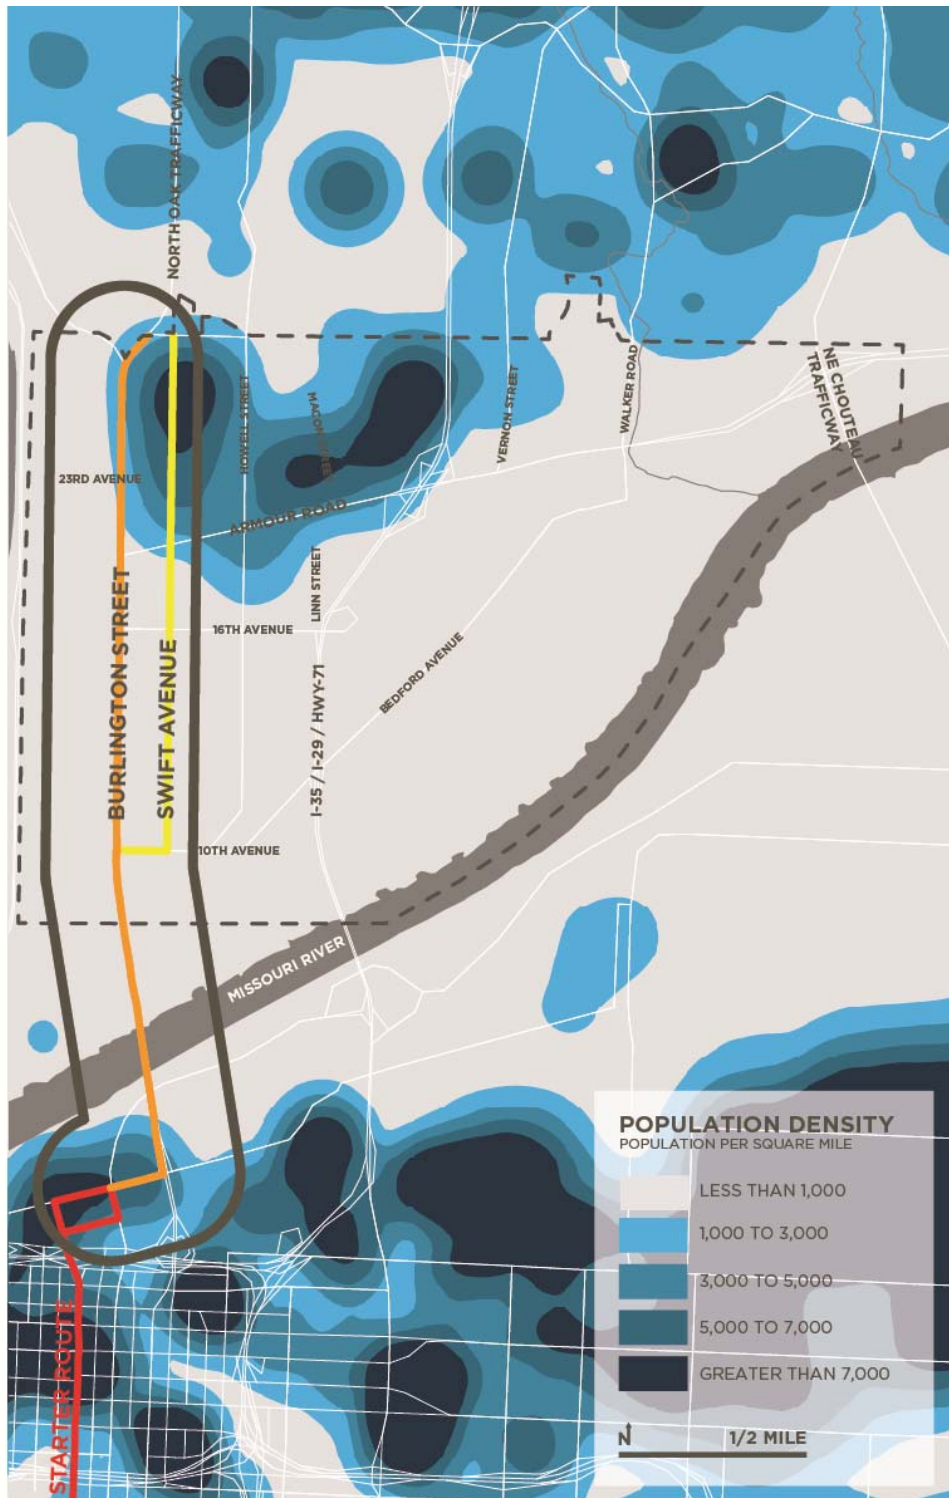 NORTH OAK TRAFFICWAY
NE CHOUTEAU
TRAFFICWAY
WALKER ROAD
VERNON STREET
HOWELL STREET
MACON STREET
23RD AVENUE
ARMOUR ROAD
LINN STREET
16TH AVENUE
BURLINGTON STREET
SWIFT AVENUE
BEDFORD AVENUE
I-35 / I-29 / HWY-71
10TH AVENUE
MISSOURI RIVER
STARTER ROUTE
POPULATION DENSITY
POPULATION PER SQUARE MILE
LESS THAN 1,000
1,000 TO 3,000
3,000 TO 5,000
5,000 TO 7,000
GREATER THAN 7,000
N
1/2 MILE